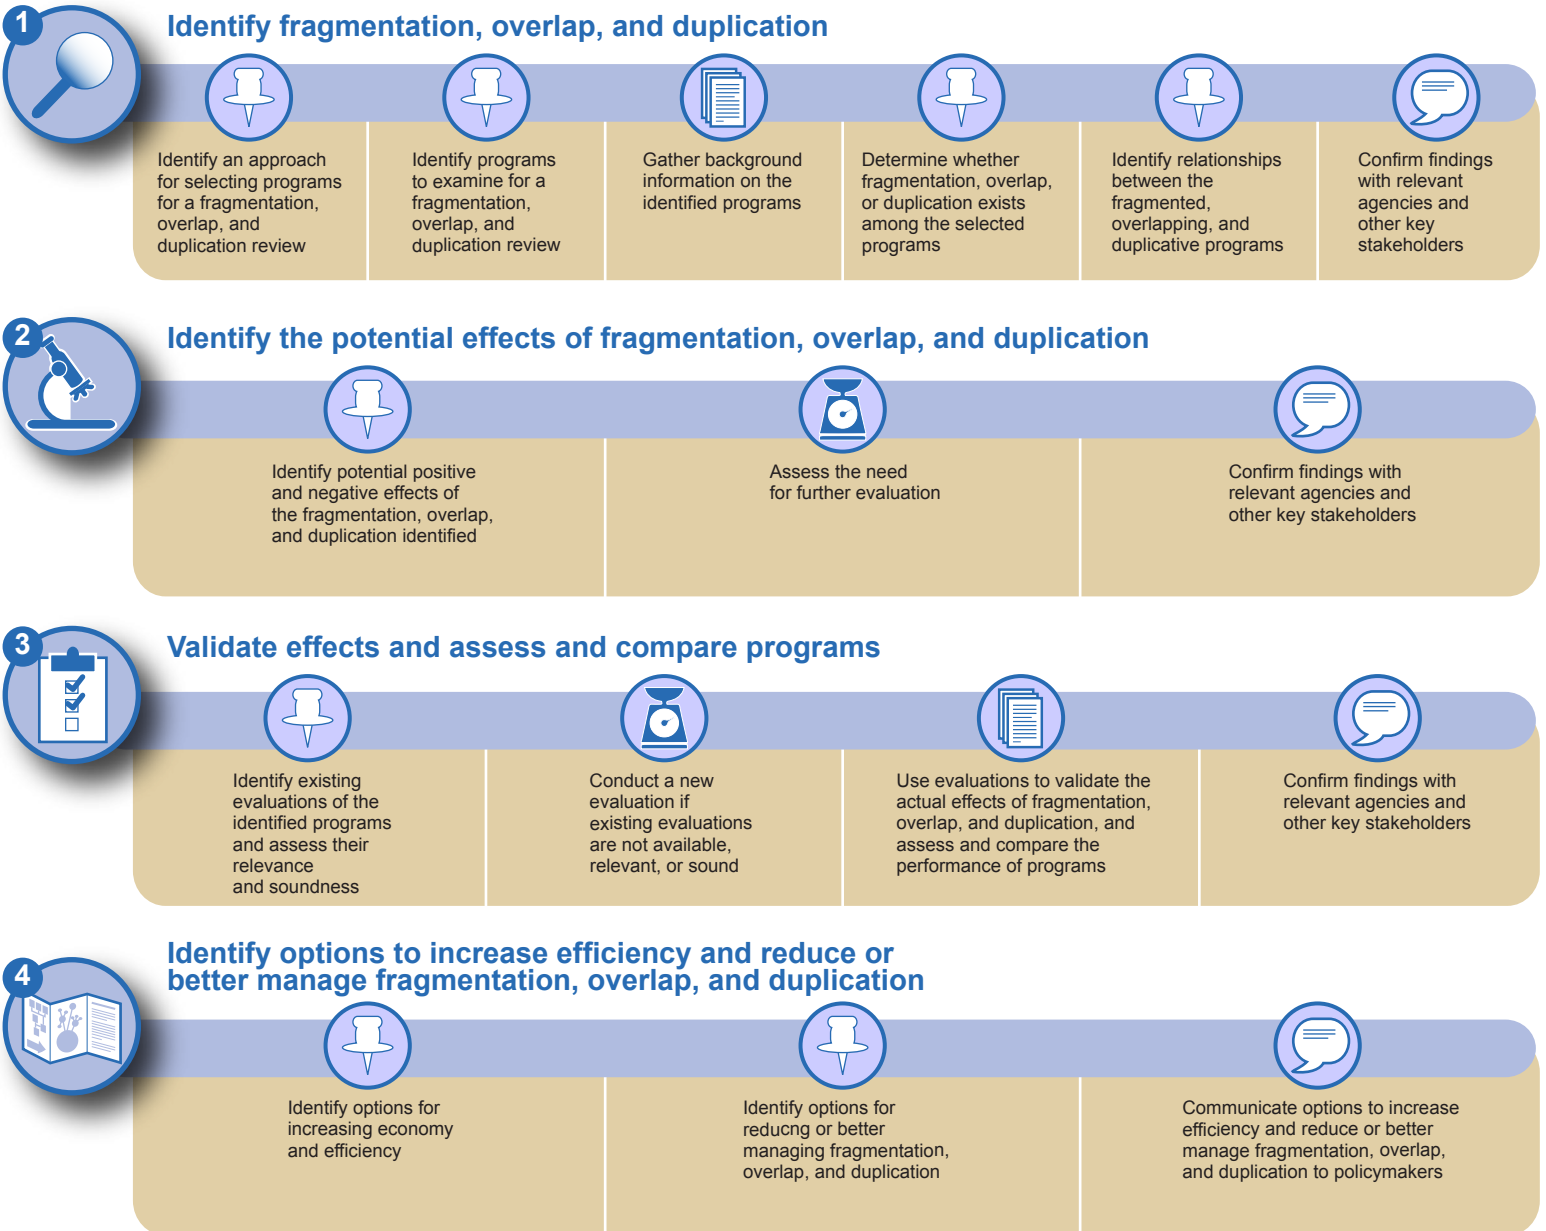 1
Identify fragmentation, overlap, and duplication
Identify an approach
for selecting programs
for a fragmentation,
overlap, and
duplication review
Identify programs
to examine for a
fragmentation,
overlap, and
duplication review
Gather background
information on the
identified programs
Determine whether
fragmentation, overlap,
or duplication exists
among the selected
programs
Identify relationships
between the
fragmented,
overlapping, and
duplicative programs
Confirm findings
with relevant
agencies and
other key
stakeholders
2
Identify the potential effects of fragmentation, overlap, and duplication
Identify potential positive
and negative effects of
the fragmentation, overlap,
and duplication identified
Assess the need
for further evaluation
Confirm findings with
relevant agencies and
other key stakeholders
3
Validate effects and assess and compare programs
Identify existing
evaluations of the
identified programs
and assess their
relevance
and soundness
Conduct a new
evaluation if
existing evaluations
are not available,
relevant, or sound
Use evaluations to validate the
actual effects of fragmentation,
overlap, and duplication, and
assess and compare the
performance of programs
Confirm findings with
relevant agencies and
other key stakeholders
4
Identify options to increase efficiency and reduce or
better manage fragmentation, overlap, and duplication
Identify options for
increasing economy
and efficiency
Identify options for
reducng or better
managing fragmentation,
overlap, and duplication
Communicate options to increase
efficiency and reduce or better
manage fragmentation, overlap,
and duplication to policymakers